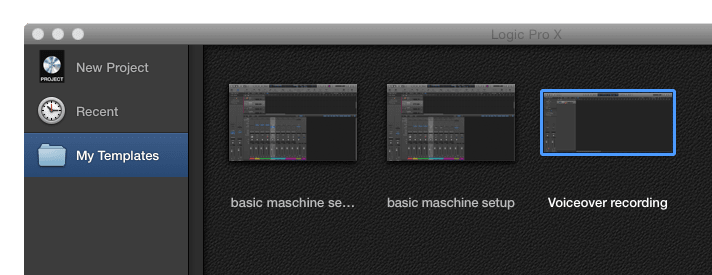 Logic Pro X
New Project
PROJECT
Recent
My Templates
basic maschine se...
basic maschine setup
Voiceover recording